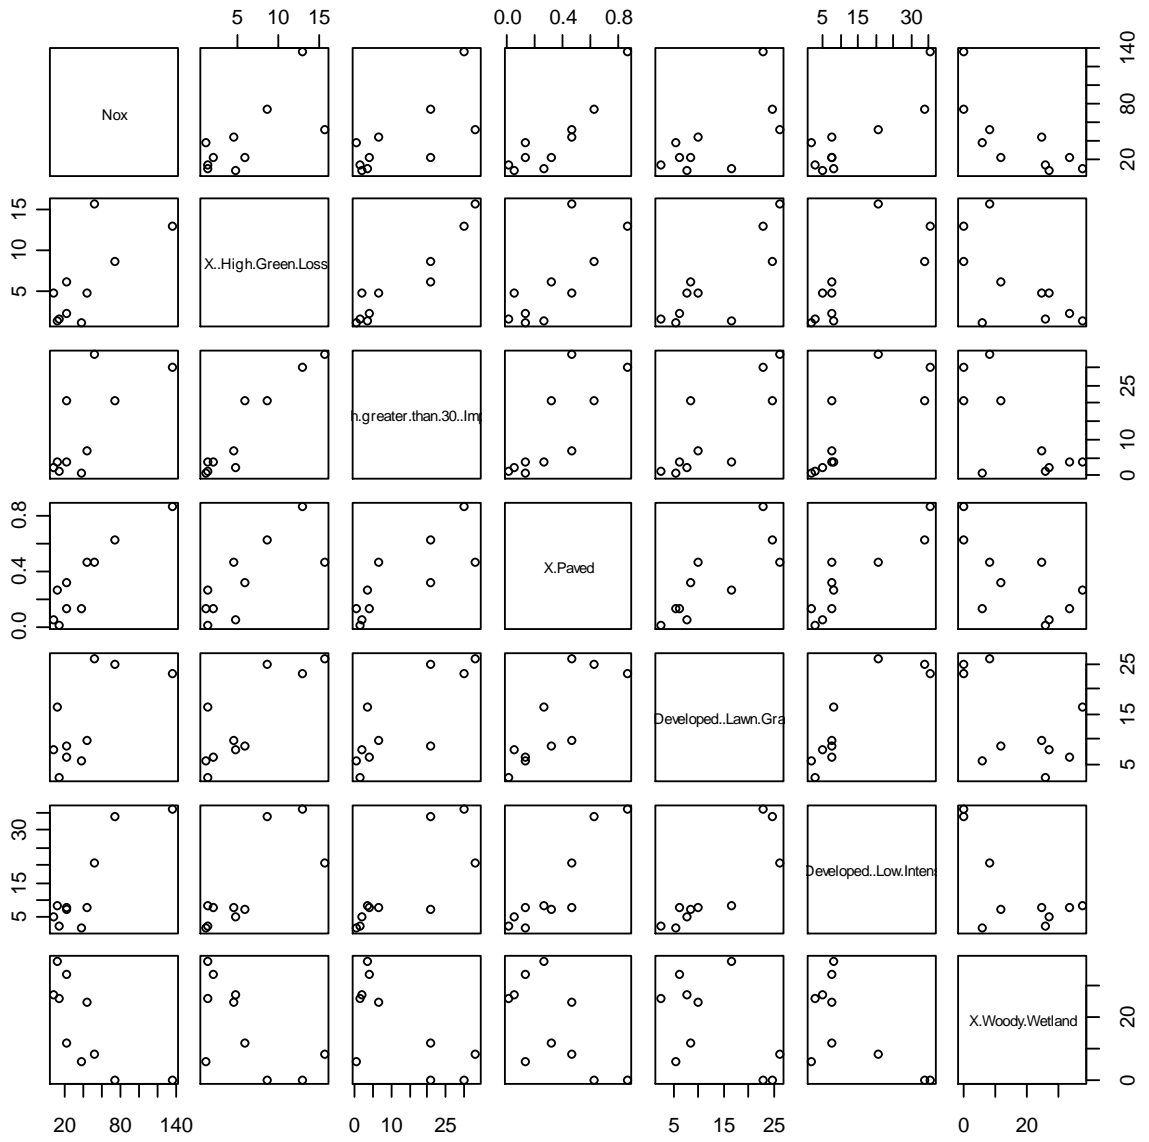 5 10 15
0.0 0.4 0.8
5 15 30
Nox
20 80 140
5 10 15
X..High.Green.Loss
h.greater.than.30..Imp
0 10 25
0.0 0.4 0.8
X.Paved
Developed..Lawn.Gra
5 15 25
5 15 30
Developed..Low.Intens
X.Woody.Wetland
0 20
20 80 140
0 10 25
5 15 25
0 20